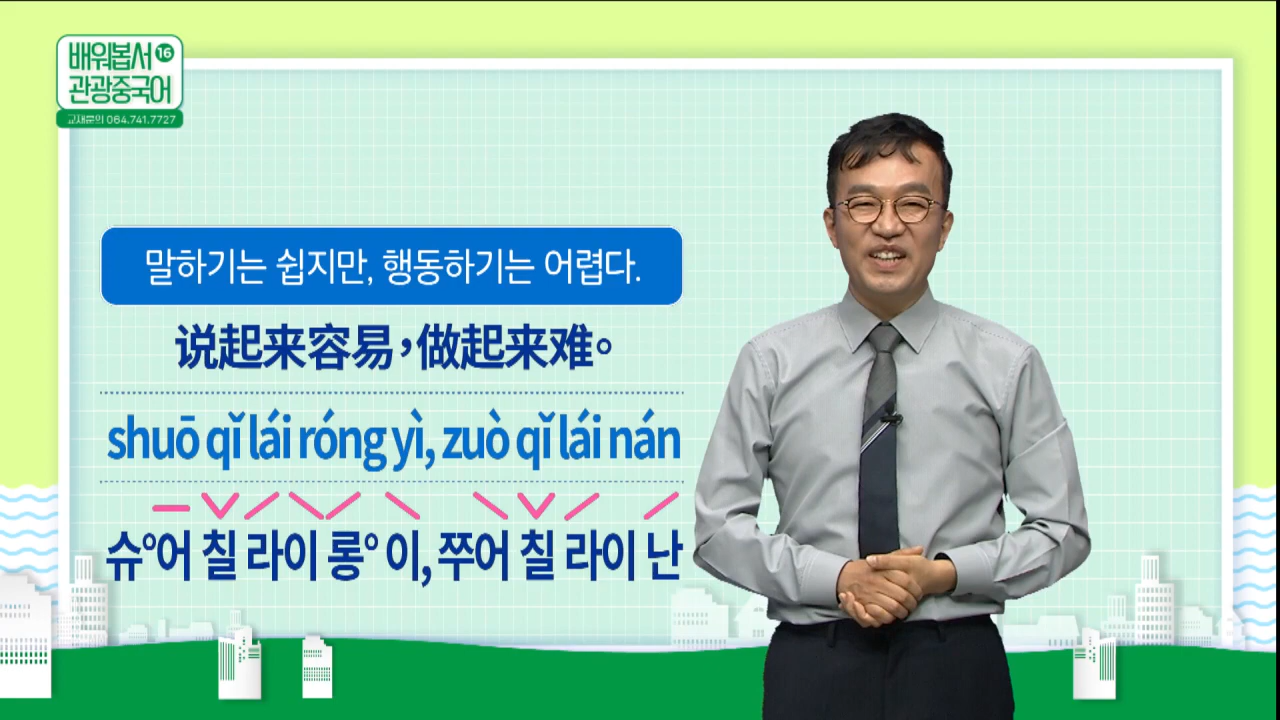 배워봅서 16
관광중국어
교재문의 064.741.7727
말하기는 쉽지만, 행동하기는 어렵다.
说起来容易，做起来难。
shuō qǐ lái róng yì, zuò qǐ lái nán
슈°어 칠 라이 롱° 이, 쭈어 칠 라이 난